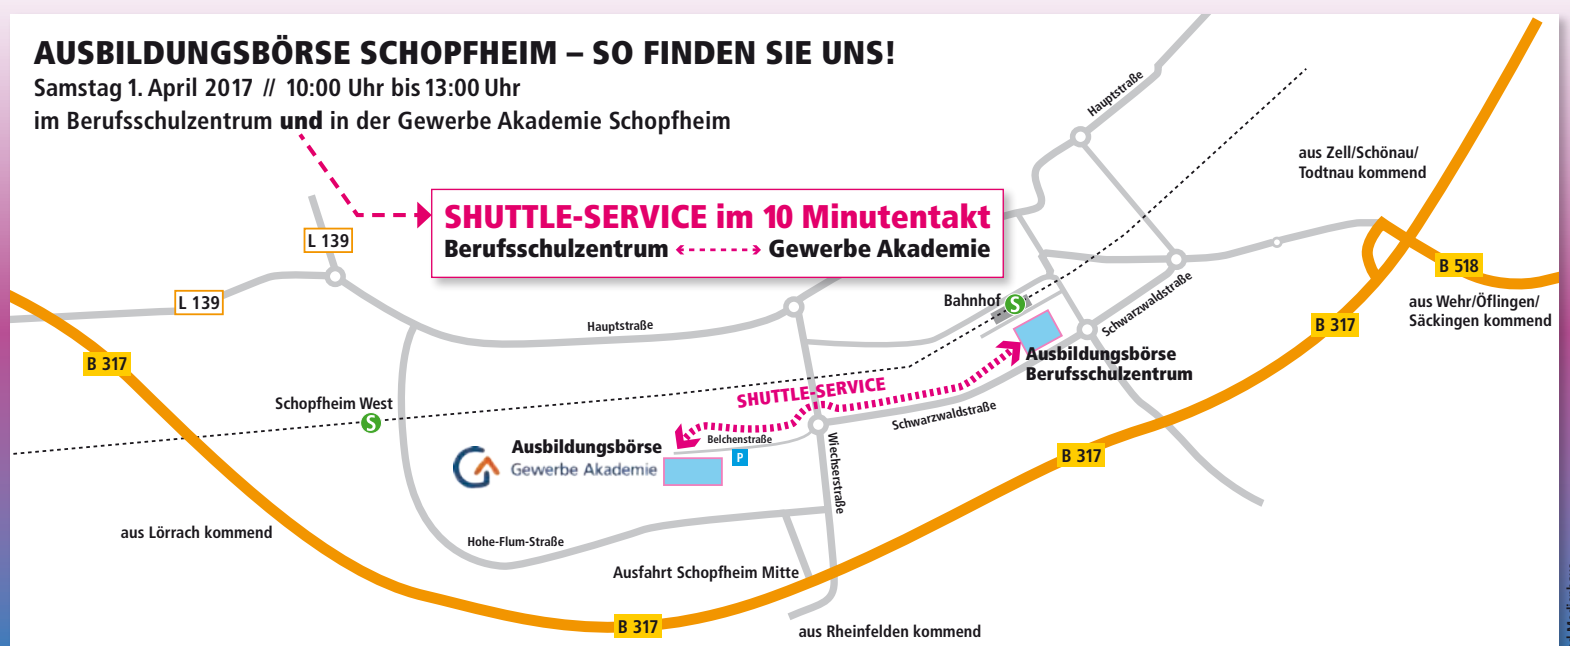 AUSBILDUNGSBÖRSE SCHOPFHEIM – SO FINDEN SIE UNS!
Samstag 1. April 2017 // 10:00 Uhr bis 13:00 Uhr
im Berufsschulzentrum und in der Gewerbe Akademie Schopfheim
SHUTTLE-SERVICE im 10 Minutentakt
Berufsschulzentrum Gewerbe Akademie
Hauptstraße
aus Zell/Schönau/
Todtnau kommend
L 139
L 139
B 518
aus Wehr/Öflingen/
Säckingen kommend
Bahnhof
S
Schwarzwaldstraße
B 317
Hauptstraße
Ausbildungsbörse
Berufsschulzentrum
B 317
SHUTTLE-SERVICE
Schopfheim West
S
Schwarzwaldstraße
Belchenstraße
P
Wiechserstraße
Ausbildungsbörse
Gewerbe Akademie
B 317
aus Lörrach kommend
Hohe-Flum-Straße
Ausfahrt Schopfheim Mitte
B 317
aus Rheinfelden kommend